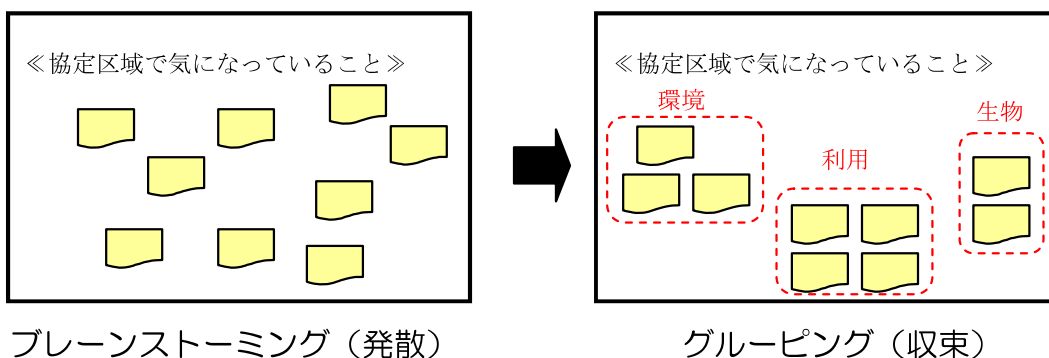 ≪協定区域で気になっていること≫
ブレーンストーミング（発散）
≪協定区域で気になっていること≫
環境
生物
利用
グルーピング（収束）